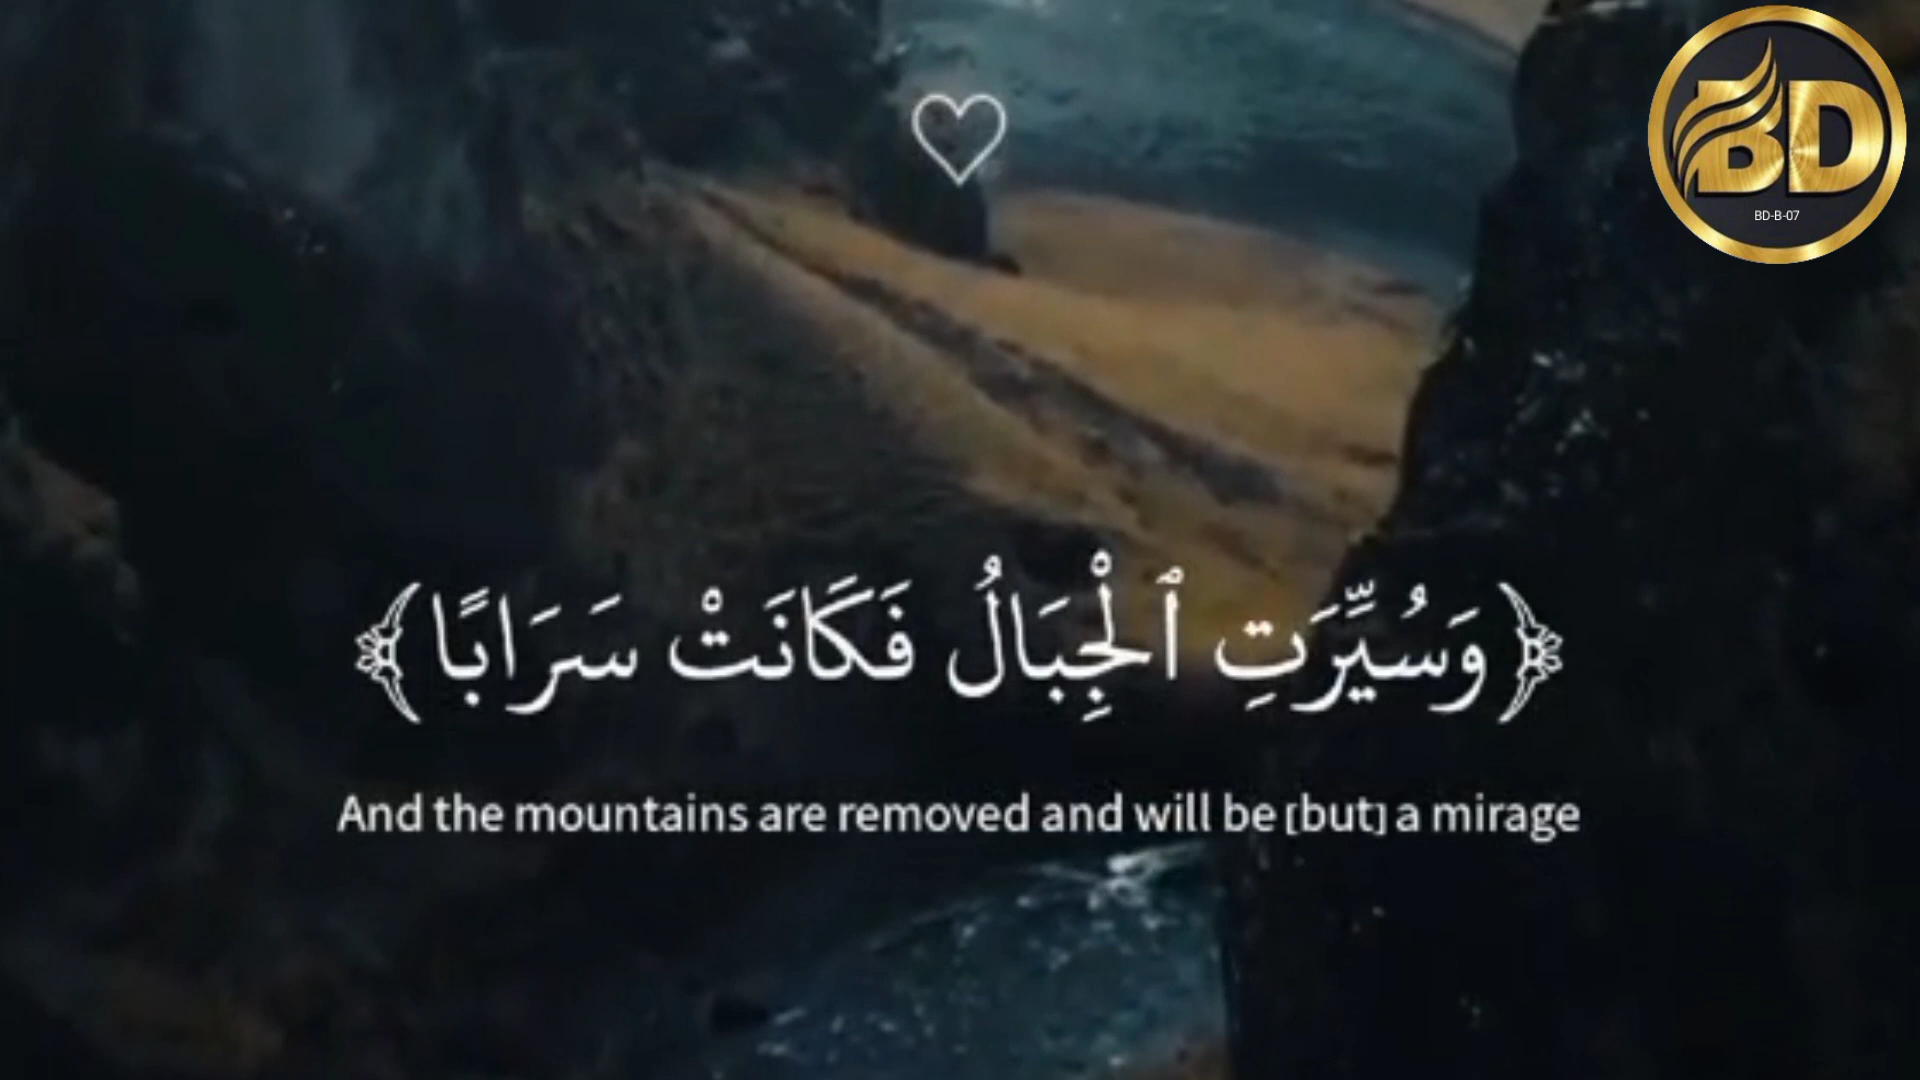 BD
BD-B-07
﴿وَسُيِّرَتِ ٱلْجِبَالُ فَكَانَتْ سَرَابًا﴾
And the mountains are removed and will be [but] a mirage